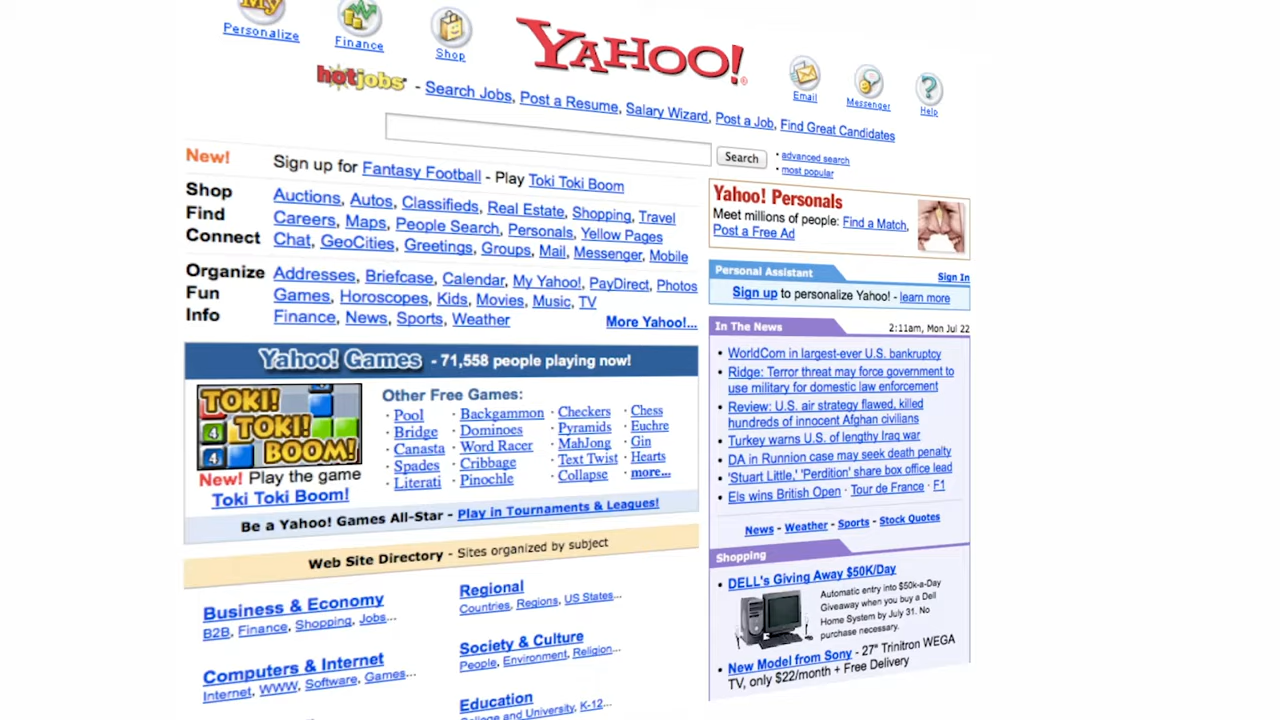 My
Personalize
Finance
Shop
YAHOO!
Email
Messenger
Help
hotjobs - Search Jobs, Post a Resume, Salary Wizard, Post a Job, Find Great Candidates
Search
· advanced search
· most popular
New! Sign up for Fantasy Football - Play Toki Toki Boom
Shop Auctions, Autos, Classifieds, Real Estate, Shopping, Travel
Find Careers, Maps, People Search, Personals, Yellow Pages
Connect Chat, GeoCities, Greetings, Groups, Mail, Messenger, Mobile
Organize Addresses, Briefcase, Calendar, My Yahoo!, PayDirect, Photos
Fun Games, Horoscopes, Kids, Movies, Music, TV
Info Finance, News, Sports, Weather More Yahoo!...
Yahoo! Games - 71,558 people playing now!
TOKI!
4 TOKI!
4 BOOM!
New! Play the game
Toki Toki Boom!
Other Free Games:
· Pool · Backgammon · Checkers · Chess
· Bridge · Dominoes · Pyramids · Euchre
· Canasta · Word Racer · MahJong · Gin
· Spades · Cribbage · Text Twist · Hearts
· Literati · Pinochle · Collapse · more...
Be a Yahoo! Games All-Star - Play in Tournaments & Leagues!
Web Site Directory - Sites organized by subject
Business & Economy
B2B, Finance, Shopping, Jobs...
Computers & Internet
Internet, WWW, Software, Games...
Regional
Countries, Regions, US States...
Society & Culture
People, Environment, Religion...
Education
College and University, K-12...
Yahoo! Personals
Meet millions of people: Find a Match,
Post a Free Ad
Personal Assistant Sign In
Sign up to personalize Yahoo! - learn more
In The News 2:11am, Mon Jul 22
• WorldCom in largest-ever U.S. bankruptcy
• Ridge: Terror threat may force government to
use military for domestic law enforcement
• Review: U.S. air strategy flawed, killed
hundreds of innocent Afghan civilians
• Turkey warns U.S. of lengthy Iraq war
• DA in Runnion case may seek death penalty
• 'Stuart Little,' 'Perdition' share box office lead
• Els wins British Open · Tour de France · F1
News - Weather - Sports - Stock Quotes
Shopping
• DELL's Giving Away $50K/Day
Automatic entry into $50k-a-Day
Giveaway when you buy a Dell
Home System by July 31. No
purchase necessary.
• New Model from Sony - 27" Trinitron WEGA
TV, only $22/month + Free Delivery